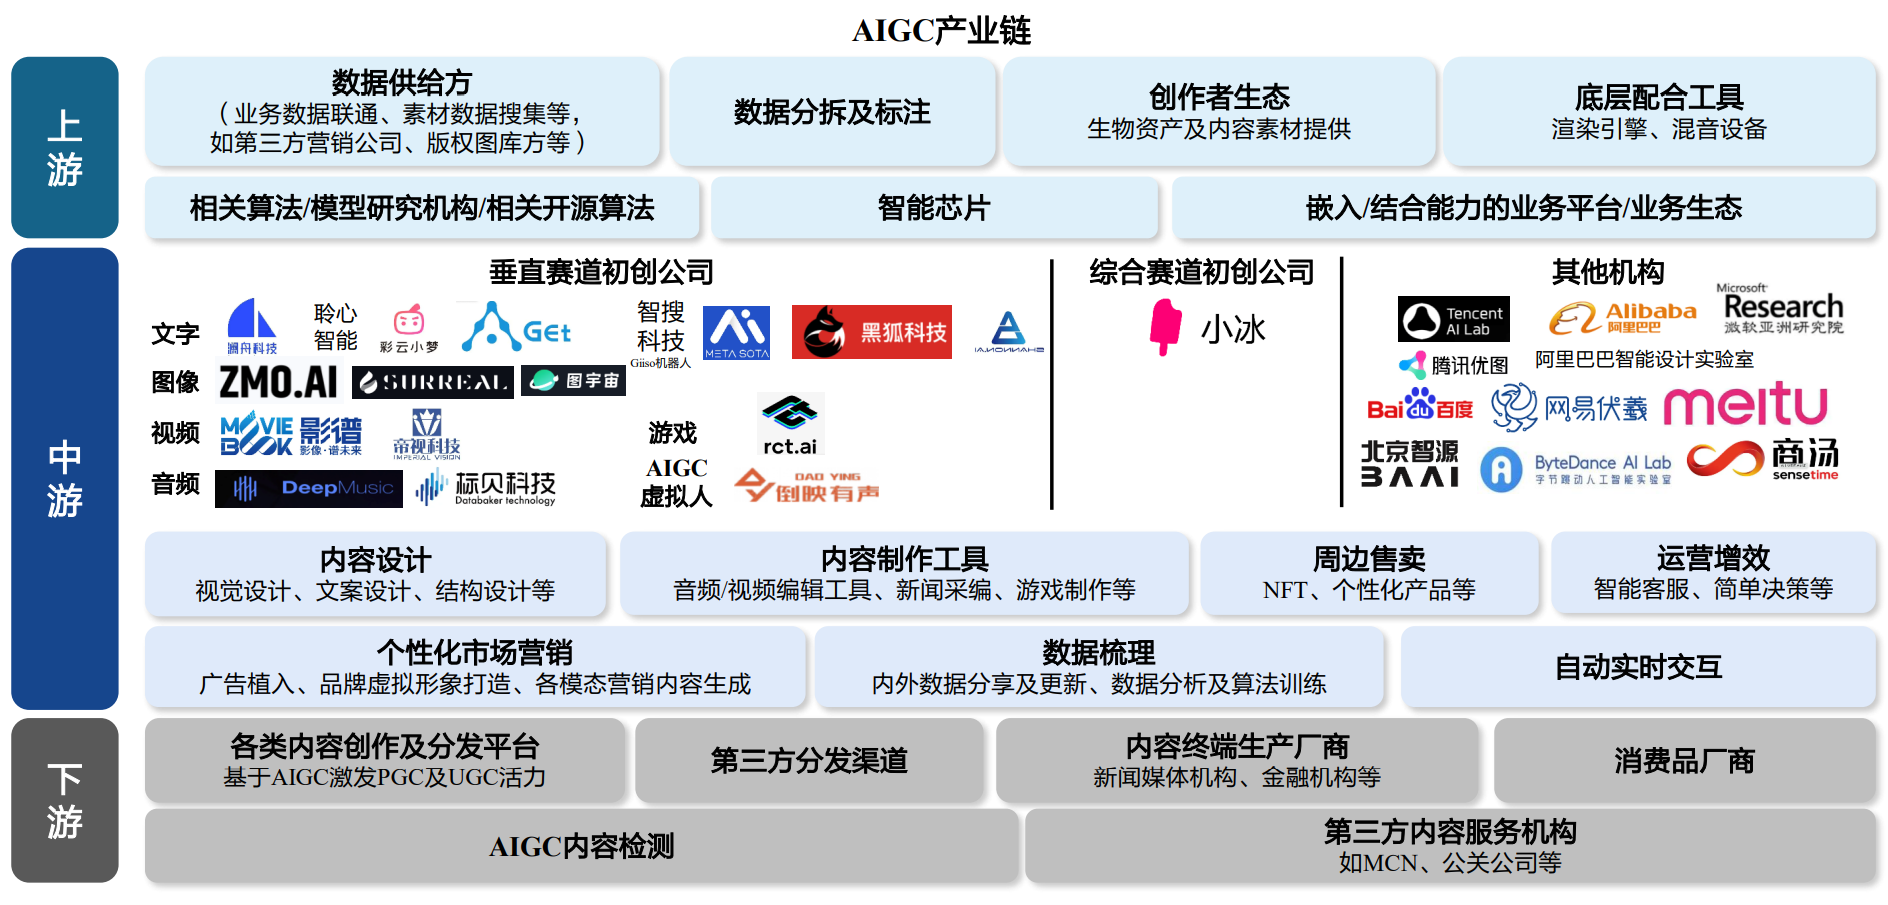 AIGC产业链
上游
数据供给方
（业务数据联通、素材数据搜集等，
如第三方营销公司、版权图库方等）
数据分拆及标注
创作者生态
生物资产及内容素材提供
底层配合工具
渲染引擎、混音设备
相关算法/模型研究机构/相关开源算法
智能芯片
嵌入/结合能力的业务平台/业务生态
中游
垂直赛道初创公司
文字
澜舟科技
聆心
智能
彩云小梦
GEt
智搜
科技
Giiso机器人
META SOTA
黑狐科技
图像
ZMO.AI
SURREAL
图宇宙
视频
MOVIE
BOOK
影谱
影像·谱未来
帝视科技
IMPERIAL VISION
游戏
rct.ai
音频
DeepMusic
标贝科技
Databaker technology
AIGC
虚拟人
DAO YING
倒映有声
综合赛道初创公司
小冰
其他机构
Tencent
AI Lab
Alibaba
阿里巴巴
Microsoft
Research
微软亚洲研究院
腾讯优图
阿里巴巴智能设计实验室
Baidu百度
网易伏羲
meitu
北京智源
BAAI
ByteDance AI Lab
字节跳动人工智能实验室
商汤
sensetime
内容设计
视觉设计、文案设计、结构设计等
内容制作工具
音频/视频编辑工具、新闻采编、游戏制作等
周边售卖
NFT、个性化产品等
运营增效
智能客服、简单决策等
个性化市场营销
广告植入、品牌虚拟形象打造、各模态营销内容生成
数据梳理
内外数据分享及更新、数据分析及算法训练
自动实时交互
下游
各类内容创作及分发平台
基于AIGC激发PGC及UGC活力
第三方分发渠道
内容终端生产厂商
新闻媒体机构、金融机构等
消费品厂商
AIGC内容检测
第三方内容服务机构
如MCN、公关公司等